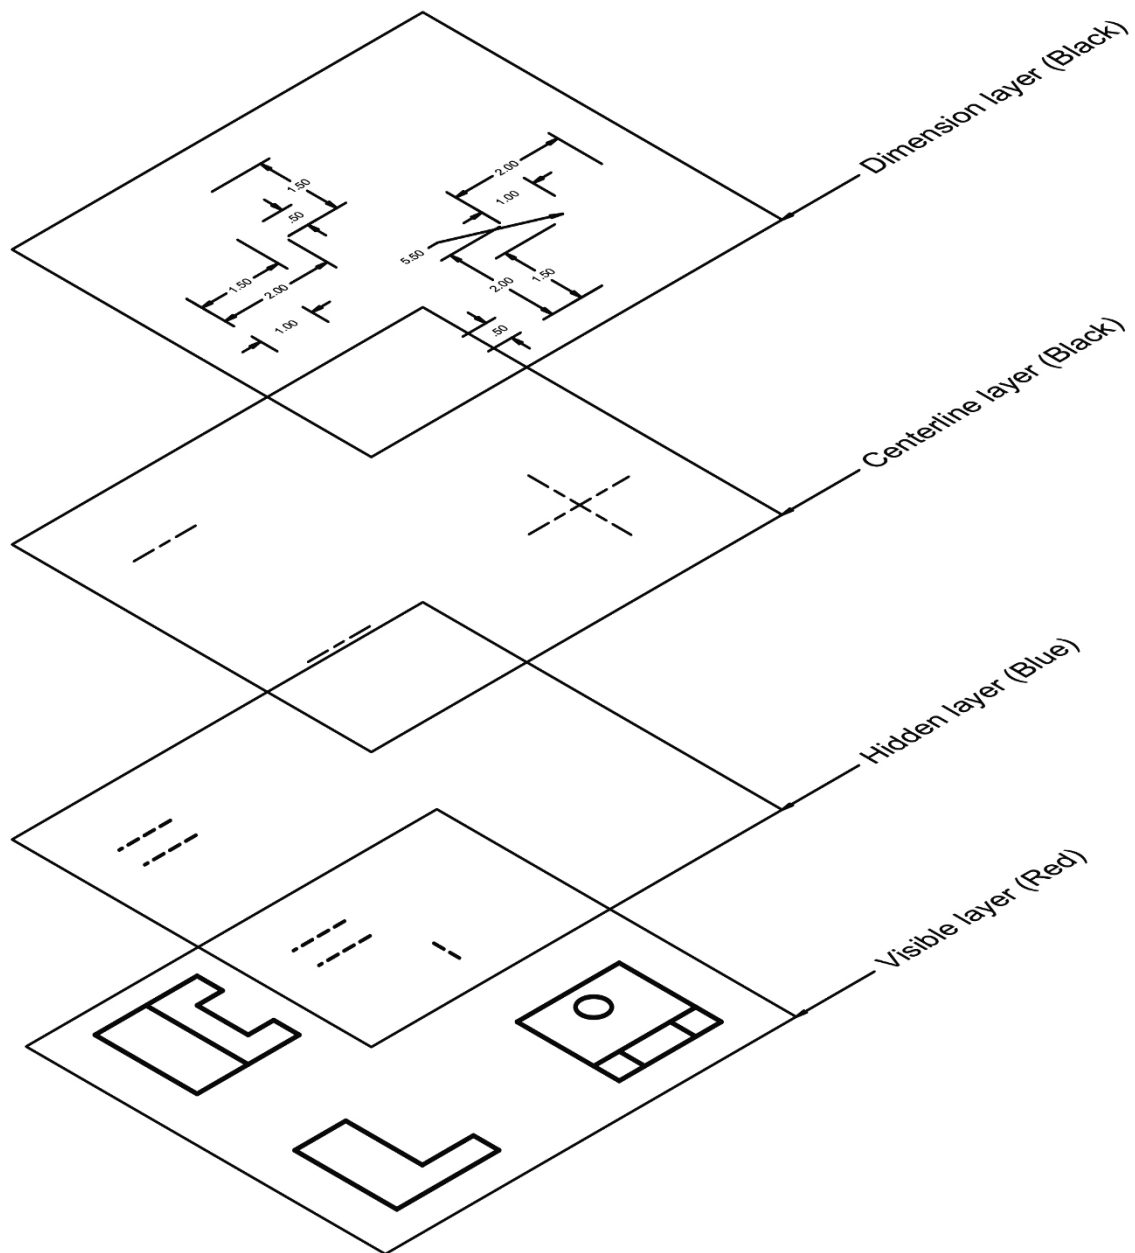 Dimension layer (Black)
2.00
1.50
1.00
.50
5.50
1.50
2.00
1.50
2.00
1.00
.50
Centerline layer (Black)
Hidden layer (Blue)
Visible layer (Red)